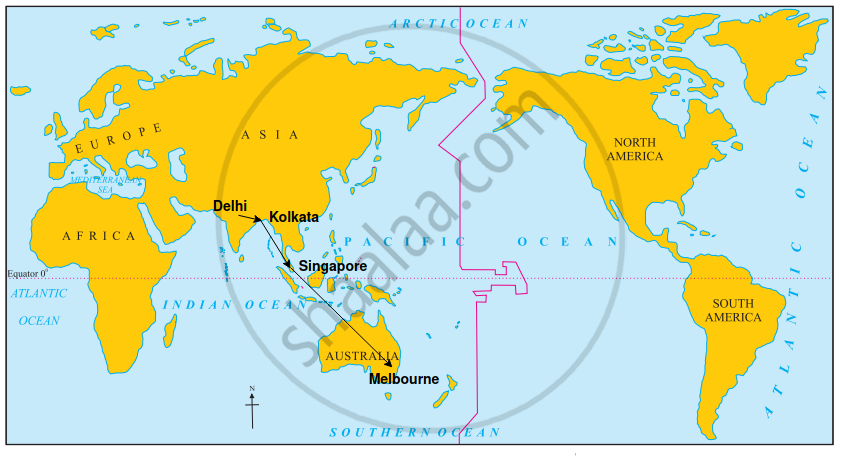 ARCTIC OCEAN
EUROPE
ASIA
NORTH
AMERICA
MEDITERRANEAN
SEA
Delhi
Kolkata
AFRICA
PACIFIC OCEAN
ATLANTIC OCEAN
Singapore
Equator 0°
ATLANTIC
OCEAN
INDIAN OCEAN
SOUTH
AMERICA
AUSTRALIA
Melbourne
N
SOUTHERN OCEAN
shaalaa.com